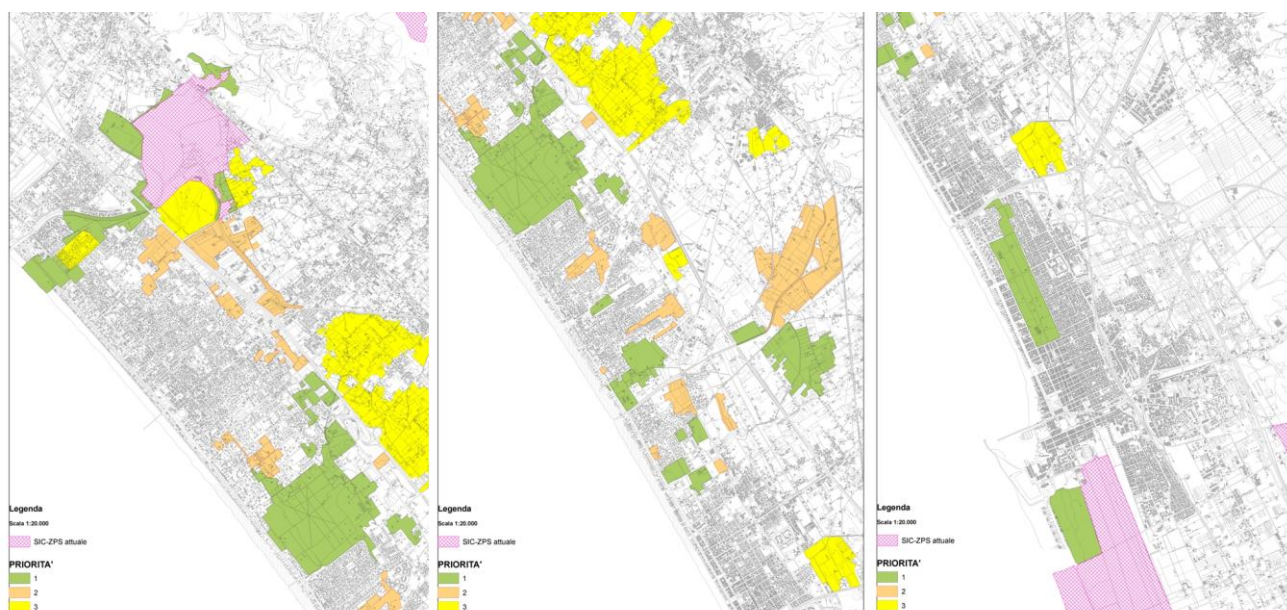 Legenda
Scala 1:20.000
SIC-ZPS attuale
PRIORITA'
1
2
3
Legenda
Scala 1:20.000
SIC-ZPS attuale
PRIORITA'
1
2
3
Legenda
Scala 1:20.000
SIC-ZPS attuale
PRIORITA'
1
2
3